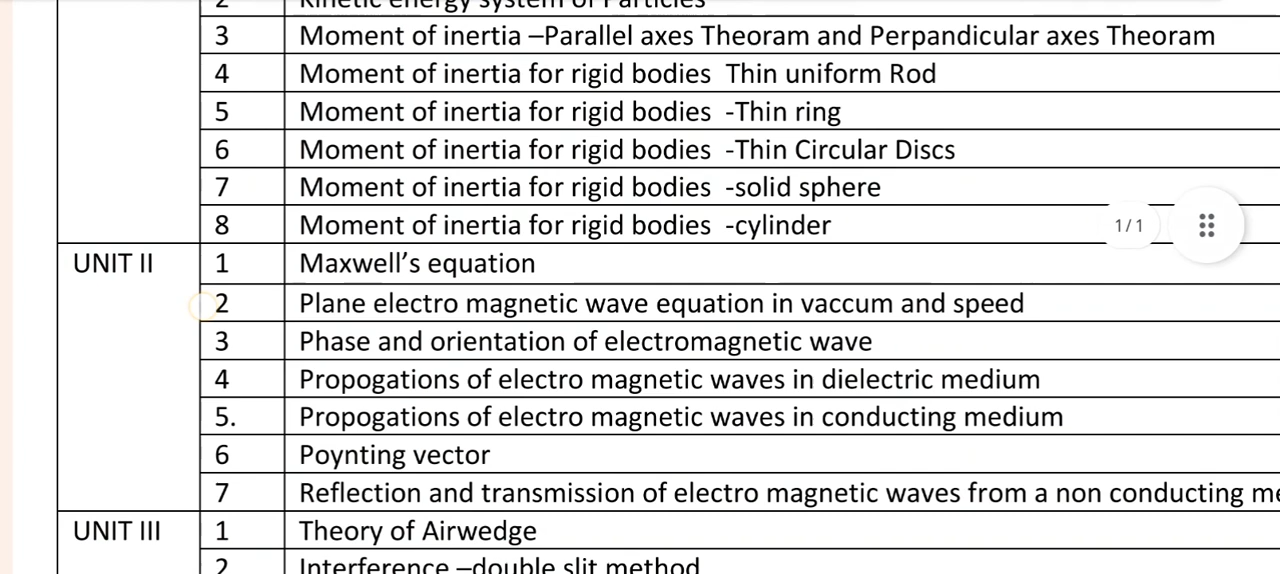 2 Kinetic energy system of Particles
3 Moment of inertia –Parallel axes Theoram and Perpandicular axes Theoram
4 Moment of inertia for rigid bodies  Thin uniform Rod
5 Moment of inertia for rigid bodies  -Thin ring
6 Moment of inertia for rigid bodies  -Thin Circular Discs
7 Moment of inertia for rigid bodies  -solid sphere
8 Moment of inertia for rigid bodies  -cylinder
1/1
UNIT II 1 Maxwell’s equation
2 Plane electro magnetic wave equation in vaccum and speed
3 Phase and orientation of electromagnetic wave
4 Propogations of electro magnetic waves in dielectric medium
5. Propogations of electro magnetic waves in conducting medium
6 Poynting vector
7 Reflection and transmission of electro magnetic waves from a non conducting
UNIT III 1 Theory of Airwedge
2 Interference –double slit method